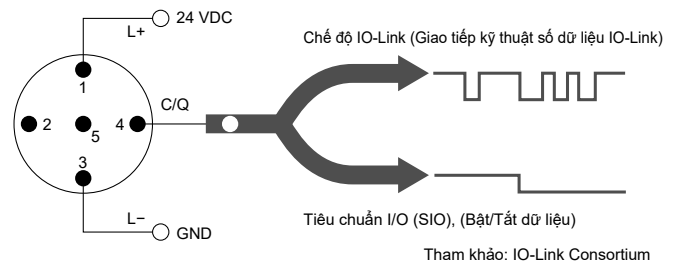 24 VDC
L+
Chế độ IO-Link (Giao tiếp kỹ thuật số dữ liệu IO-Link)
1
C/Q
2
5
4
3
L−
GND
Tiêu chuẩn I/O (SIO), (Bật/Tắt dữ liệu)
Tham khảo: IO-Link Consortium